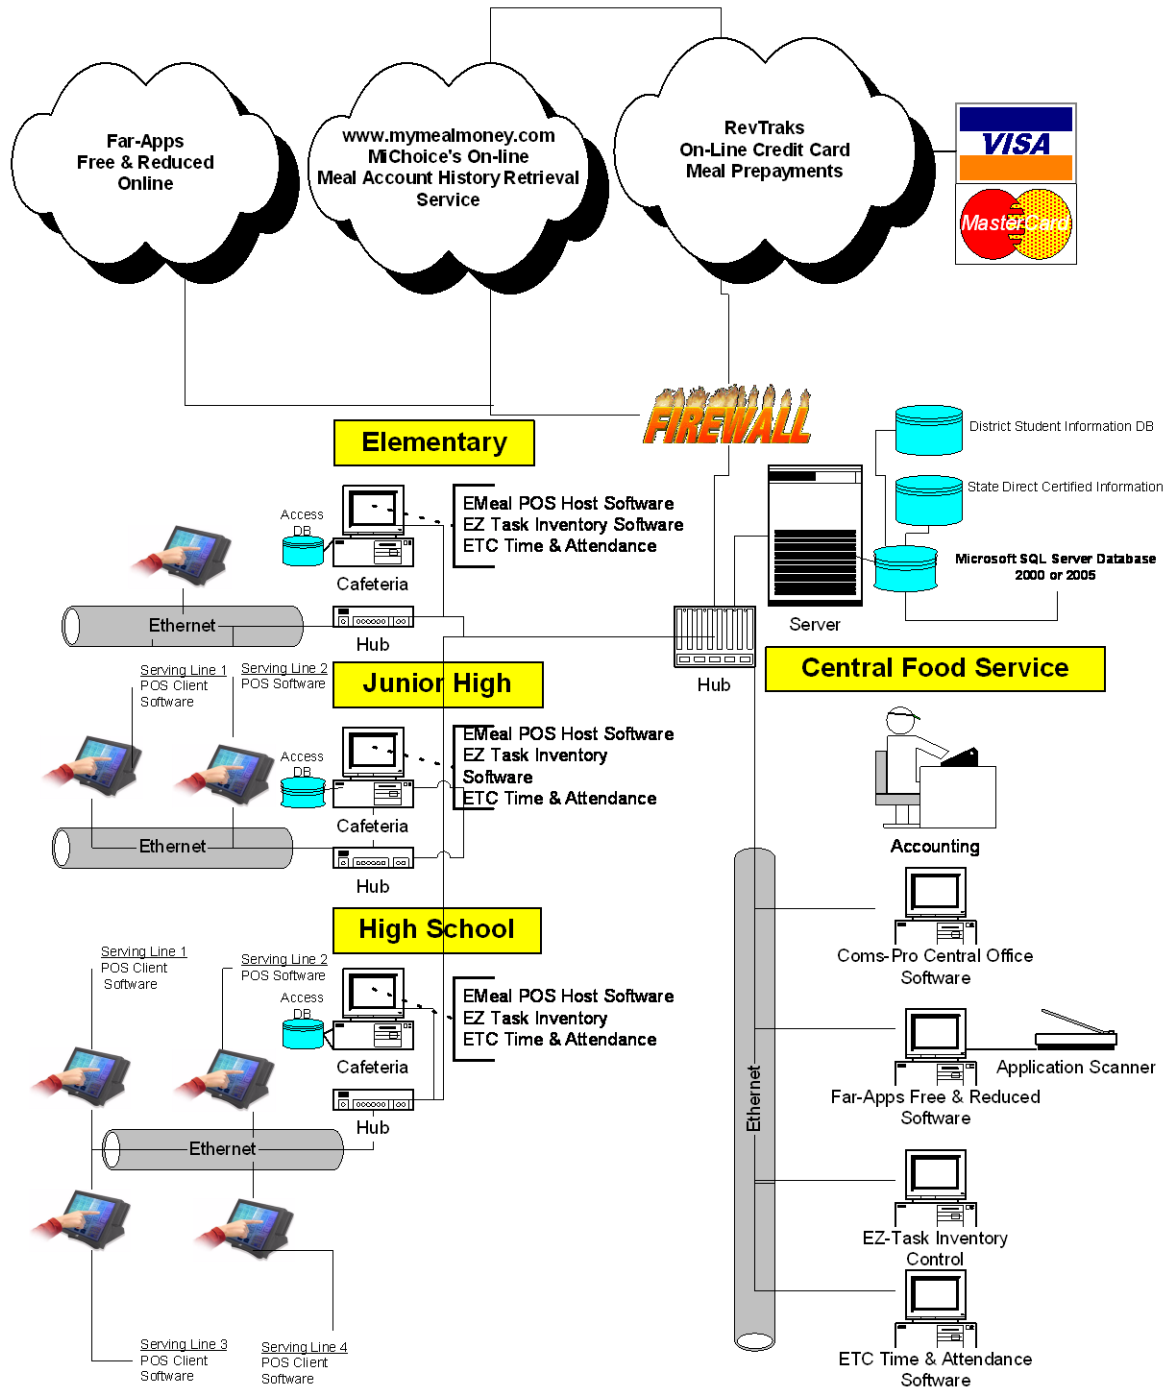 Far-Apps
Free & Reduced
Online
www.mymealmoney.com
MiChoice's On-line
Meal Account History Retrieval
Service
RevTraks
On-Line Credit Card
Meal Prepayments
VISA
MasterCard
FIREWALL
Elementary
Access
DB
Cafeteria
EMeal POS Host Software
EZ Task Inventory Software
ETC Time & Attendance
Ethernet
Hub
District Student Information DB
State Direct Certified Information
Microsoft SQL Server Database
2000 or 2005
Server
Hub
Central Food Service
Serving Line 1
POS Client
Software
Serving Line 2
POS Software
Junior High
Access
DB
Cafeteria
EMeal POS Host Software
EZ Task Inventory
Software
ETC Time & Attendance
Ethernet
Hub
Accounting
High School
Serving Line 1
POS Client
Software
Serving Line 2
POS Software
Access
DB
Cafeteria
EMeal POS Host Software
EZ Task Inventory
ETC Time & Attendance
Hub
Ethernet
Serving Line 3
POS Client
Software
Serving Line 4
POS Client
Software
Ethernet
Coms-Pro Central Office
Software
Application Scanner
Far-Apps Free & Reduced
Software
EZ-Task Inventory
Control
ETC Time & Attendance
Software